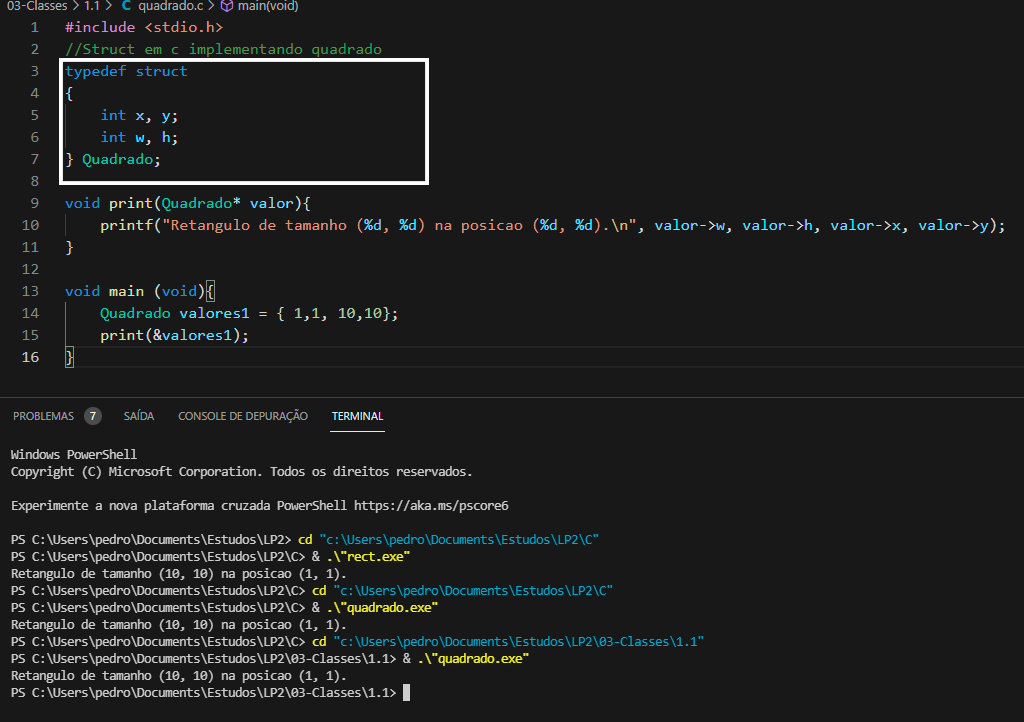 03-Classes > 1.1 > C quadrado.c > main(void)
1 #include <stdio.h>
2 //Struct em c implementando quadrado
3 typedef struct
4 {
5     int x, y;
6     int w, h;
7 } Quadrado;
8
9 void print(Quadrado* valor){
10     printf("Retangulo de tamanho (%d, %d) na posicao (%d, %d).\n", valor->w, valor->h, valor->x, valor->y);
11 }
12
13 void main (void){
14     Quadrado valores1 = { 1,1, 10,10};
15     print(&valores1);
16 }
PROBLEMAS 7 SAÍDA CONSOLE DE DEPURAÇÃO TERMINAL
Windows PowerShell
Copyright (C) Microsoft Corporation. Todos os direitos reservados.
Experimente a nova plataforma cruzada PowerShell https://aka.ms/pscore6
PS C:\Users\pedro\Documents\Estudos\LP2> cd "c:\Users\pedro\Documents\Estudos\LP2\C"
PS C:\Users\pedro\Documents\Estudos\LP2\C> & .\"rect.exe"
Retangulo de tamanho (10, 10) na posicao (1, 1).
PS C:\Users\pedro\Documents\Estudos\LP2\C> cd "c:\Users\pedro\Documents\Estudos\LP2\C"
PS C:\Users\pedro\Documents\Estudos\LP2\C> & .\"quadrado.exe"
Retangulo de tamanho (10, 10) na posicao (1, 1).
PS C:\Users\pedro\Documents\Estudos\LP2\C> cd "c:\Users\pedro\Documents\Estudos\LP2\03-Classes\1.1"
PS C:\Users\pedro\Documents\Estudos\LP2\03-Classes\1.1> & .\"quadrado.exe"
Retangulo de tamanho (10, 10) na posicao (1, 1).
PS C:\Users\pedro\Documents\Estudos\LP2\03-Classes\1.1>